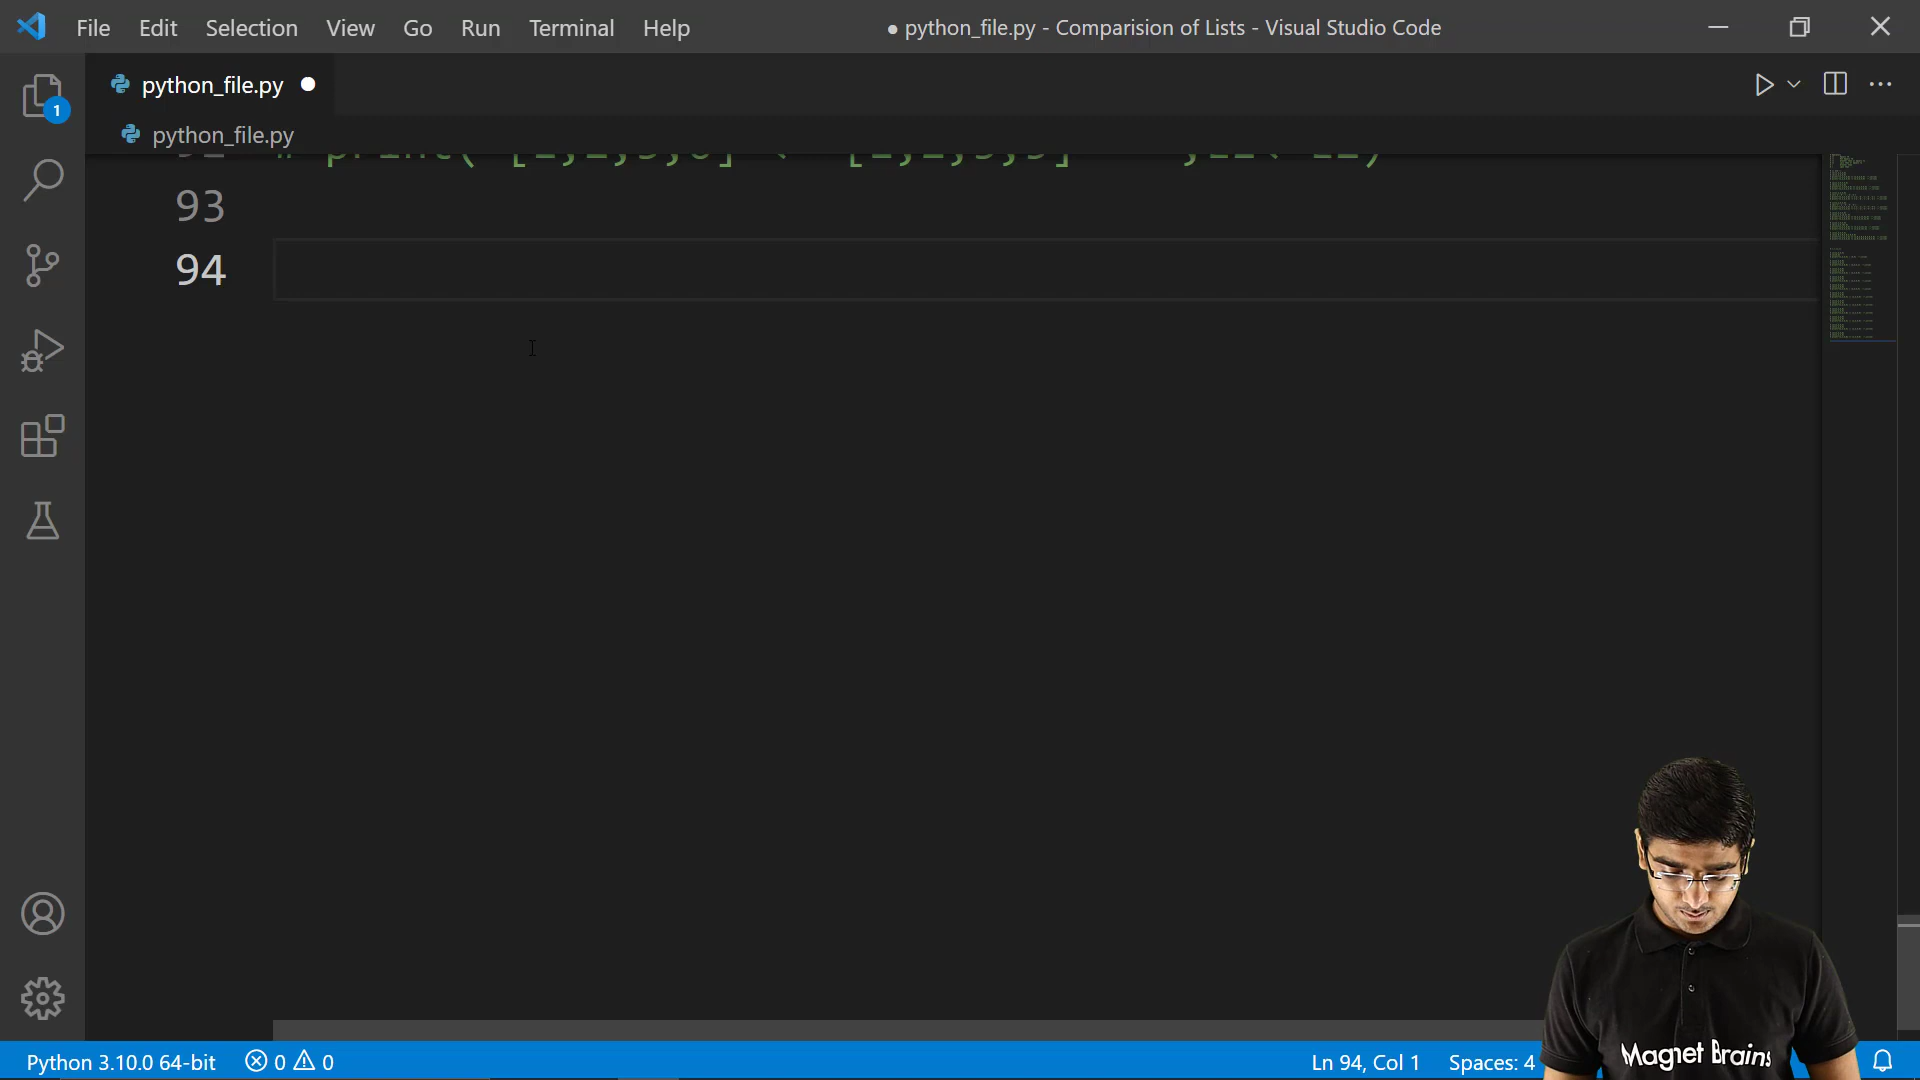 File Edit Selection View Go Run Terminal Help
● python_file.py - Comparision of Lists - Visual Studio Code
python_file.py
1
python_file.py
93
94
Python 3.10.0 64-bit 0 0
Ln 94, Col 1 Spaces: 4
Magnet Brains